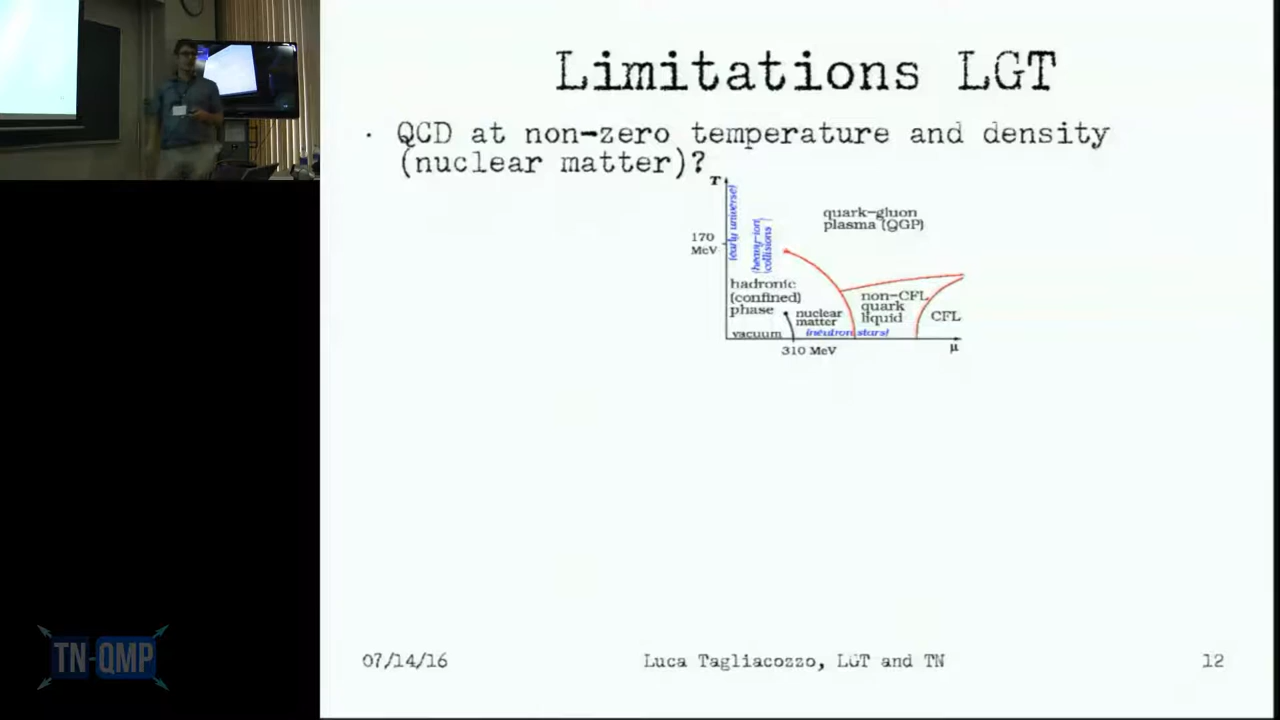 Limitations LGT
· QCD at non-zero temperature and density
(nuclear matter)?
T
(early universe)
(heavy-ion
collisions)
quark-gluon
plasma (QGP)
170
MeV
hadronic
(confined)
phase
nuclear
matter
non-CFL
quark
liquid
CFL
vacuum
(neutron stars)
310 MeV
μ
TN-QMP
07/14/16
Luca Tagliacozzo, LGT and TN
12